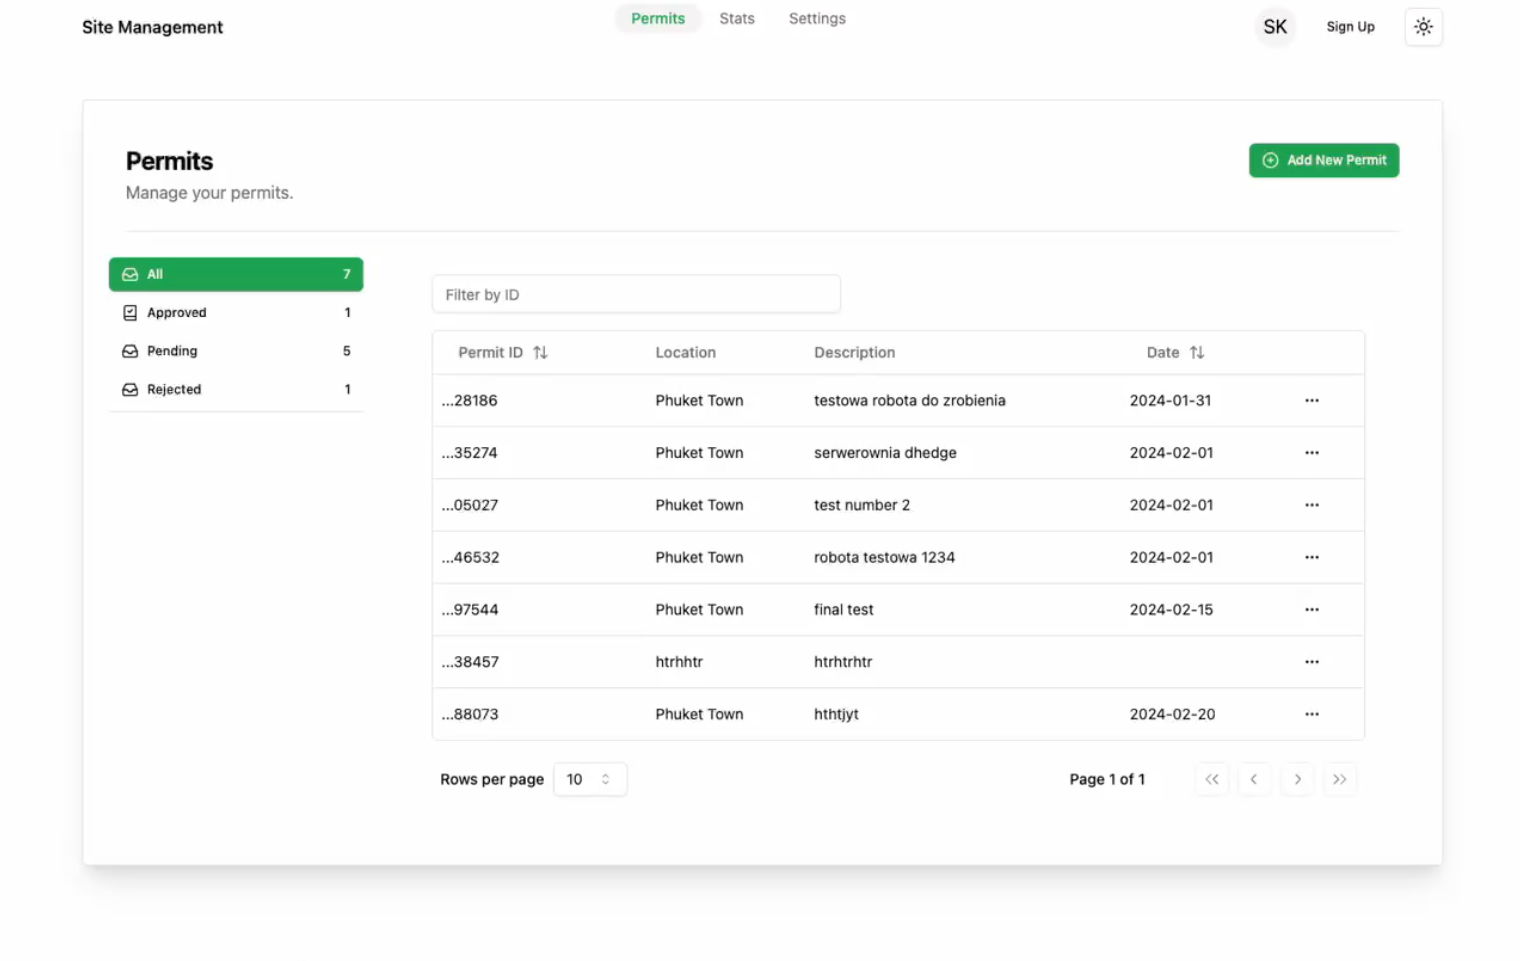 Site Management
Permits
Stats
Settings
SK
Sign Up
Permits
Manage your permits.
Add New Permit
All 7
Approved 1
Pending 5
Rejected 1
Filter by ID
Permit ID Location Description Date
...28186 Phuket Town testowa robota do zrobienia 2024-01-31 ...
...35274 Phuket Town serwerownia dhedge 2024-02-01 ...
...05027 Phuket Town test number 2 2024-02-01 ...
...46532 Phuket Town robota testowa 1234 2024-02-01 ...
...97544 Phuket Town final test 2024-02-15 ...
...38457 htrhhtr htrhtrhtr ...
...88073 Phuket Town hthtjyt 2024-02-20 ...
Rows per page 10
Page 1 of 1